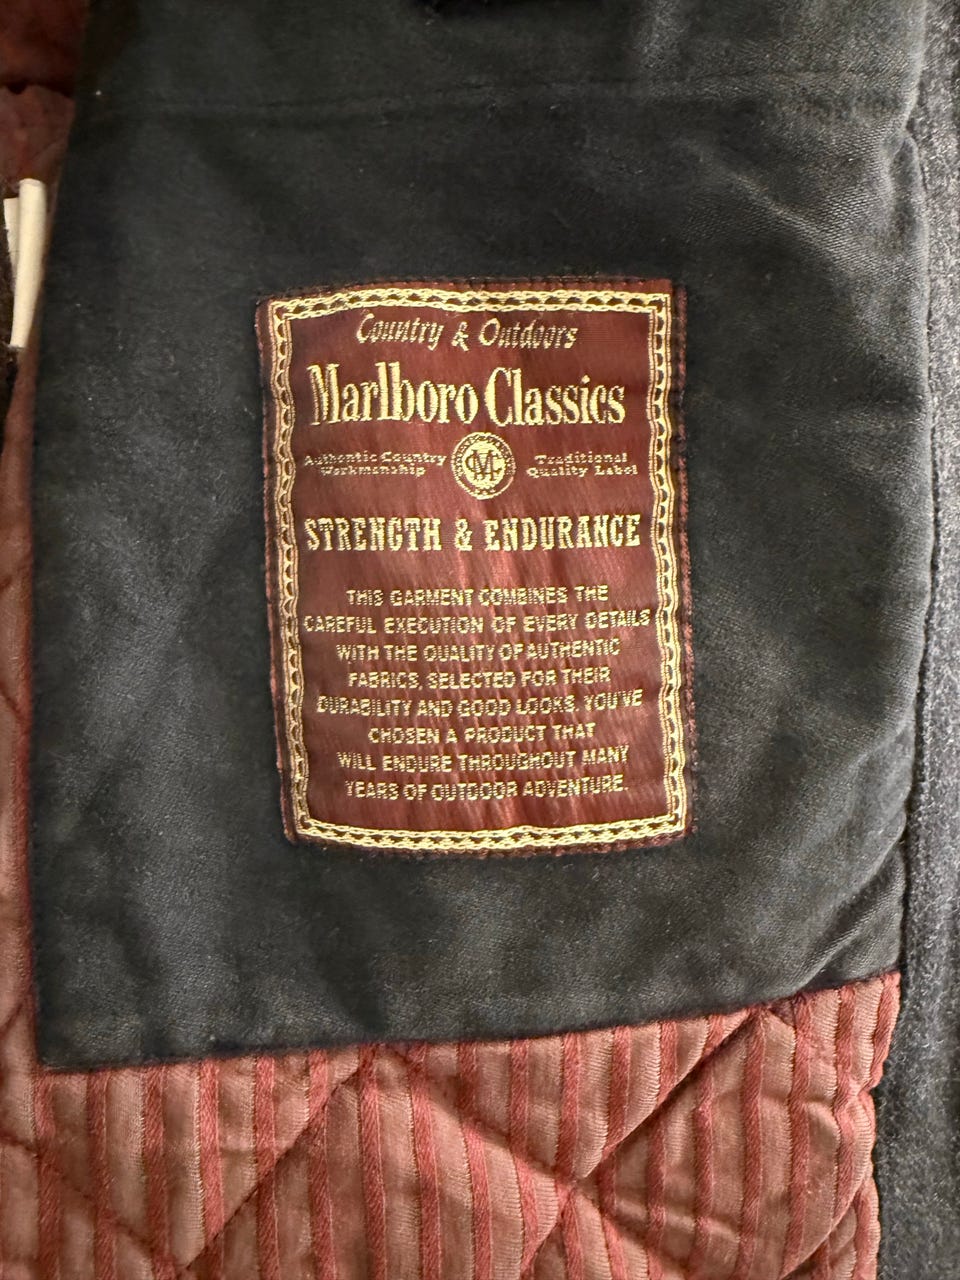 Country & Outdoors
Marlboro Classics
Authentic Country Workmanship
MC
Traditional Quality Label
STRENGTH & ENDURANCE
THIS GARMENT COMBINES THE
CAREFUL EXECUTION OF EVERY DETAILS
WITH THE QUALITY OF AUTHENTIC
FABRICS, SELECTED FOR THEIR
DURABILITY AND GOOD LOOKS. YOU'VE
CHOSEN A PRODUCT THAT
WILL ENDURE THROUGHOUT MANY
YEARS OF OUTDOOR ADVENTURE.